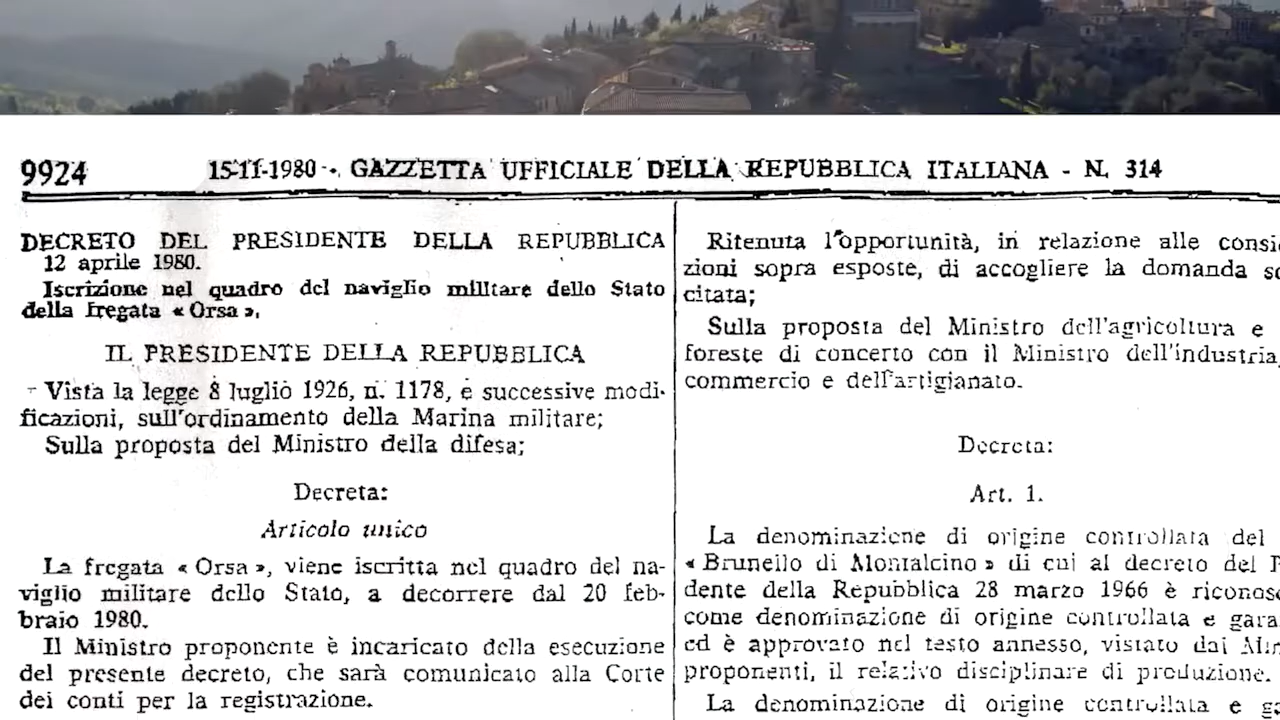 9924 15-11-1980 - GAZZETTA UFFICIALE DELLA REPUBBLICA ITALIANA - N. 314
DECRETO DEL PRESIDENTE DELLA REPUBBLICA
12 aprile 1980.
Iscrizione nel quadro del naviglio militare dello Stato
della fregata « Orsa ».
IL PRESIDENTE DELLA REPUBBLICA
Vista la legge 8 luglio 1926, n. 1178, e successive modi-
ficazioni, sull'ordinamento della Marina militare;
Sulla proposta del Ministro della difesa;
Decreta:
Articolo unico
La fregata « Orsa », viene iscritta nel quadro del na-
viglio militare dello Stato, a decorrere dal 20 feb-
braio 1980.
Il Ministro proponente è incaricato della esecuzione
del presente decreto, che sarà comunicato alla Corte
dei conti per la registrazione.
Ritenuta l'opportunità, in relazione alle consi
zioni sopra esposte, di accogliere la domanda
citata;
Sulla proposta del Ministro dell'agricoltura e
foreste di concerto con il Ministro dell'industria,
commercio e dell'artigianato.
Decreta:
Art. 1.
La denominazione di origine controllata del
« Brunello di Montalcino » di cui al decreto del
dente della Repubblica 28 marzo 1966 è riconos
come denominazione di origine controllata e gara
ed è approvato nel testo annesso, vistato dai
proponenti, il relativo disciplinare di produzione.
La denominazione di origine controllata e